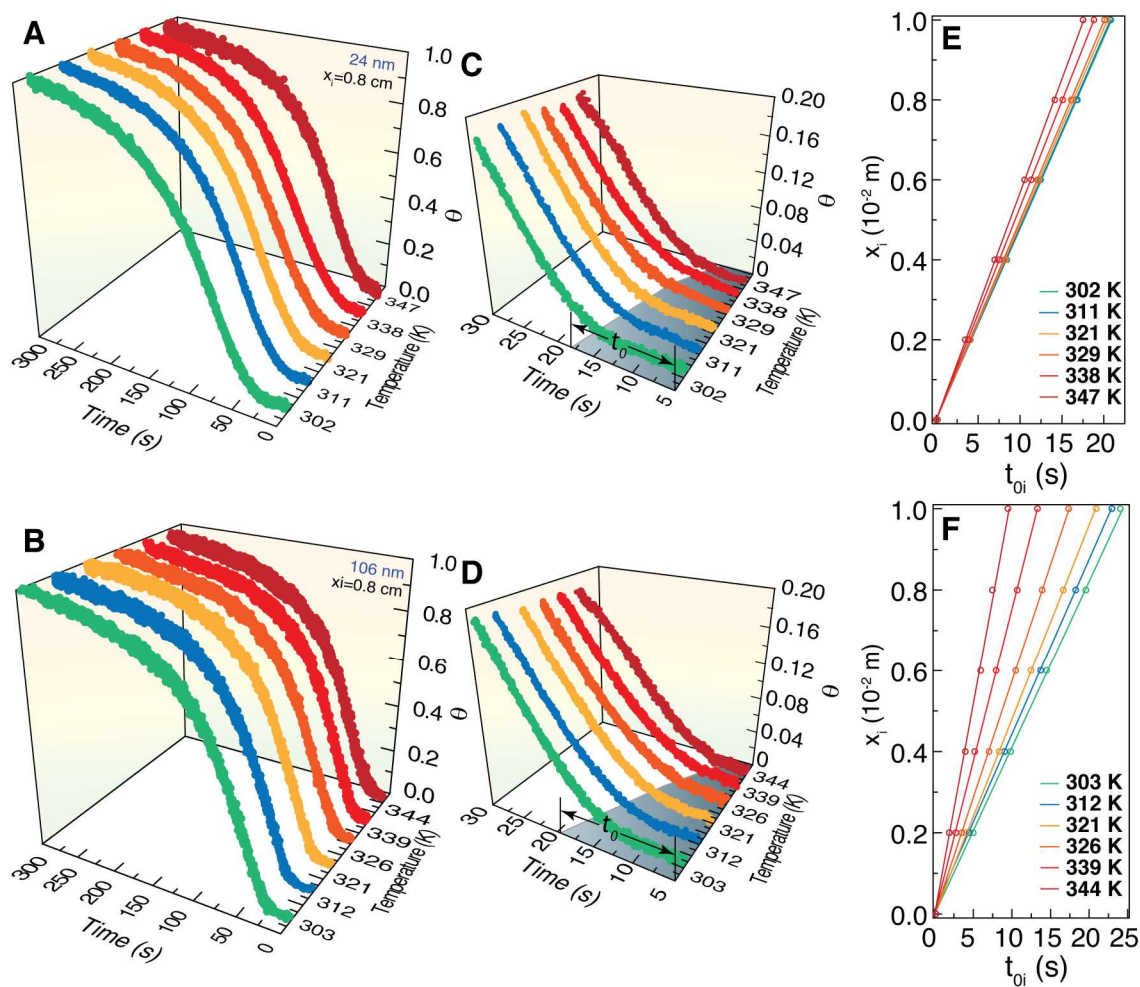 A
24 nm
xi=0.8 cm
1.0
0.8
0.6
0.4
0.2
0.0
θ
347
338
329
321
311
302
Temperature (K)
300
250
200
150
100
50
0
Time (s)
C
0.20
0.16
0.12
0.08
0.04
0
θ
347
338
329
321
311
302
Temperature (K)
30
25
20
15
10
5
Time (s)
t0
E
1.0
0.8
0.6
0.4
0.2
0.0
xi (10-2 m)
302 K
311 K
321 K
329 K
338 K
347 K
0 5 10 15 20
t0i (s)
B
106 nm
xi=0.8 cm
1.0
0.8
0.6
0.4
0.2
0.0
θ
344
339
326
321
312
303
Temperature (K)
300
250
200
150
100
50
0
Time (s)
D
0.20
0.16
0.12
0.08
0.04
0
θ
344
339
326
321
312
303
Temperature (K)
30
25
20
15
10
5
Time (s)
t0
F
1.0
0.8
0.6
0.4
0.2
0.0
xi (10-2 m)
303 K
312 K
321 K
326 K
339 K
344 K
0 5 10 15 20 25
t0i (s)